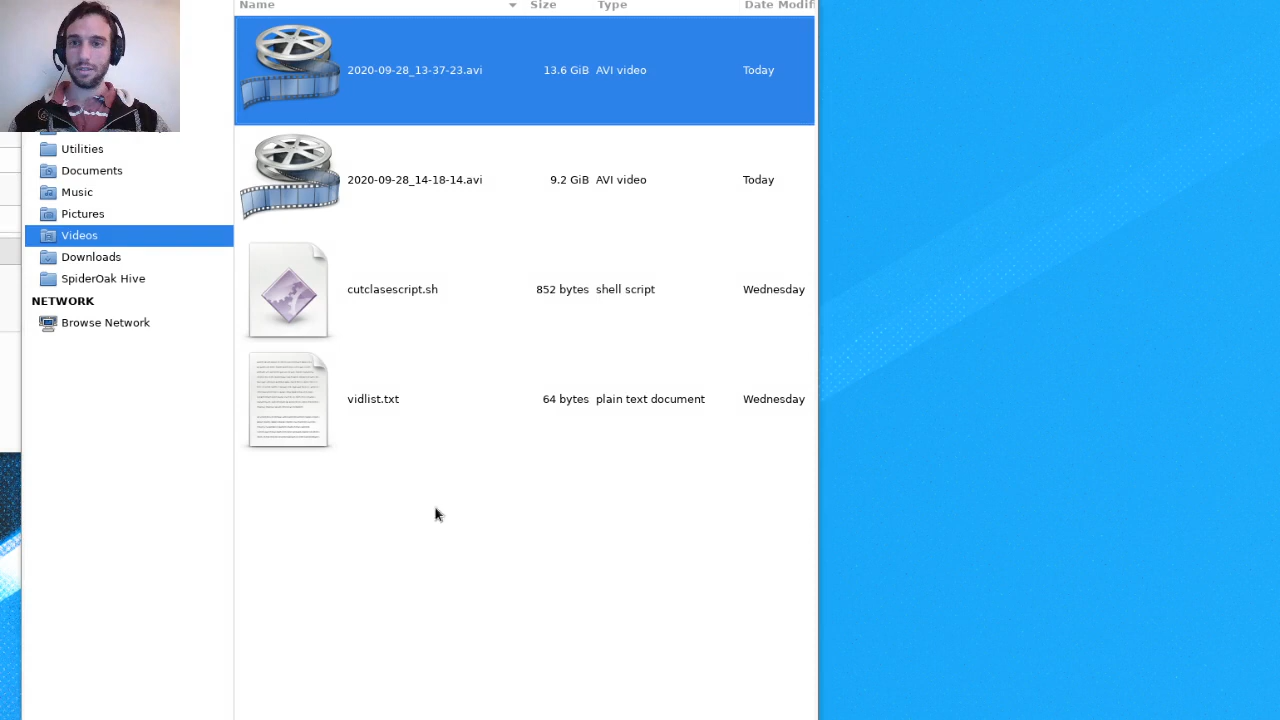 Name Size Type Date Modif
2020-09-28_13-37-23.avi 13.6 GiB AVI video Today
2020-09-28_14-18-14.avi 9.2 GiB AVI video Today
cutclasescript.sh 852 bytes shell script Wednesday
vidlist.txt 64 bytes plain text document Wednesday
Utilities
Documents
Music
Pictures
Videos
Downloads
SpiderOak Hive
NETWORK
Browse Network